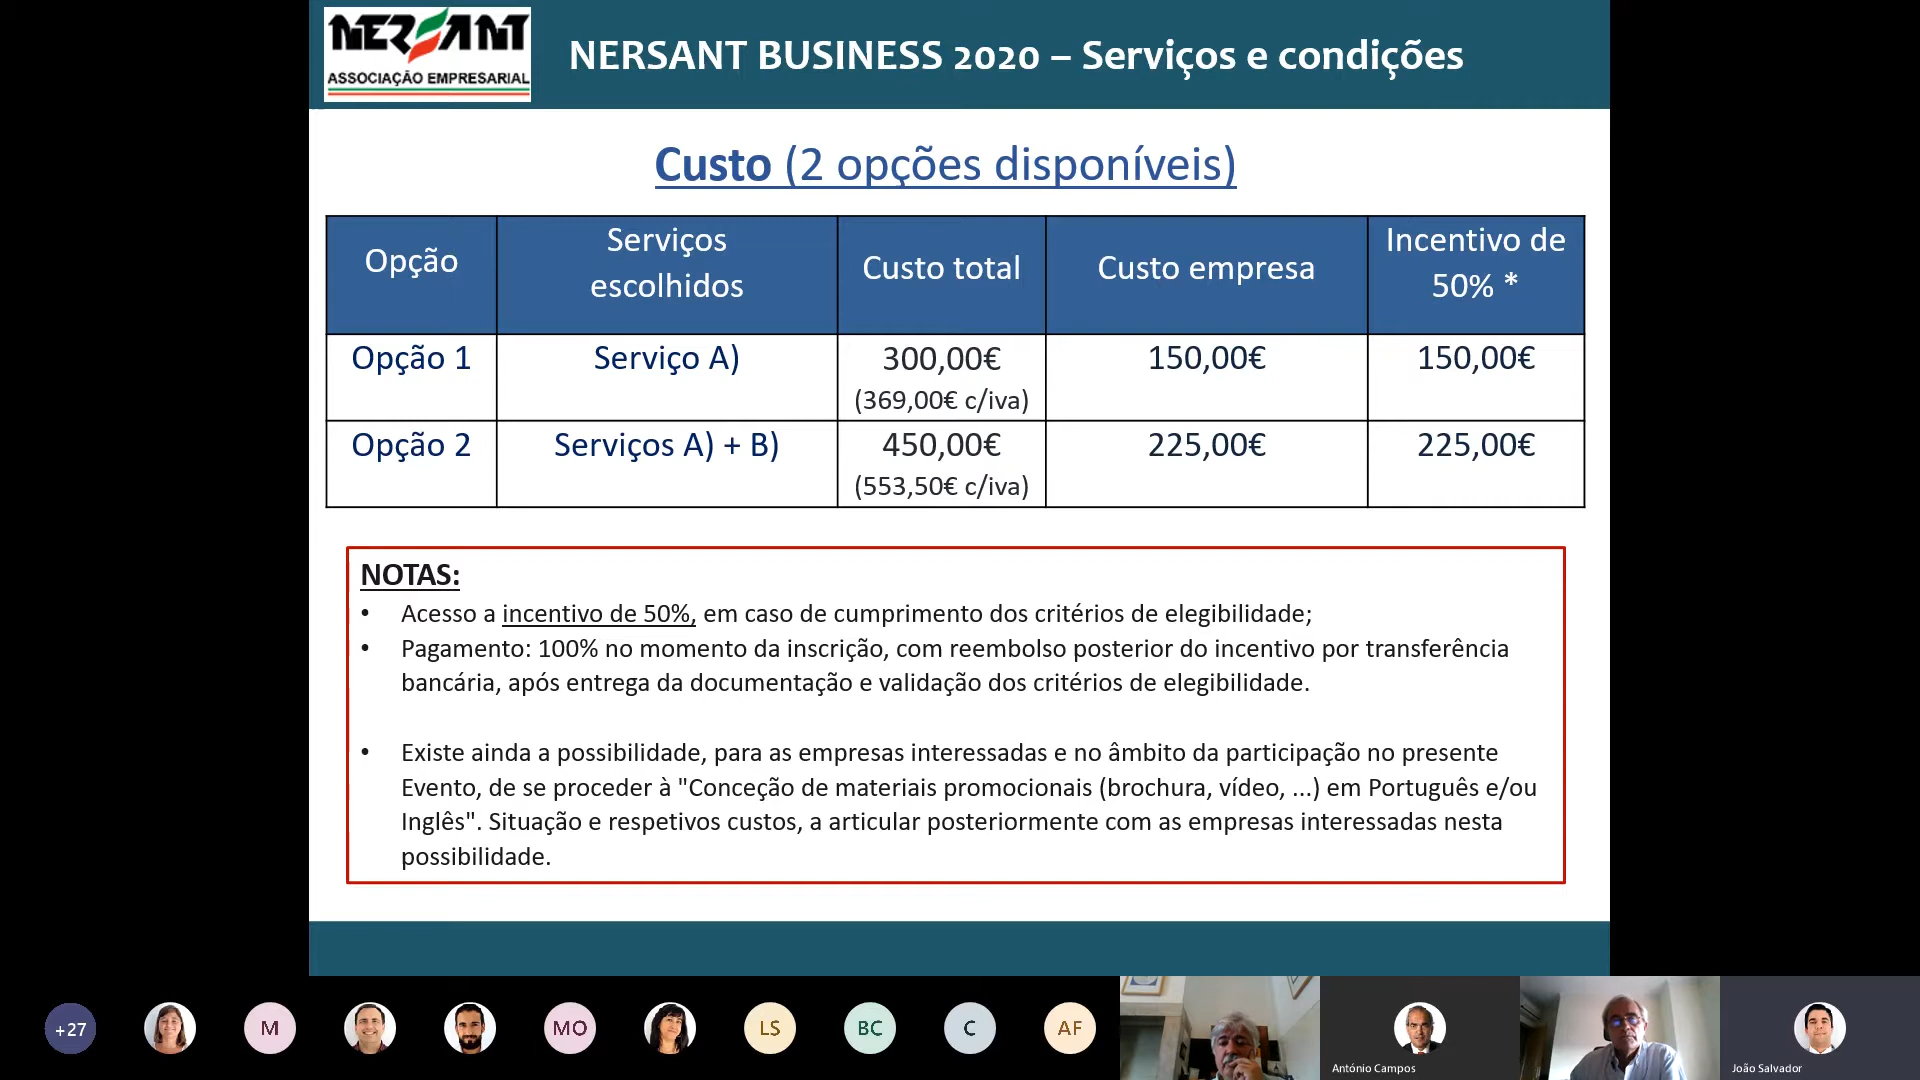 NERSANT
ASSOCIAÇÃO EMPRESARIAL
NERSANT BUSINESS 2020 – Serviços e condições
Custo (2 opções disponíveis)
Opção
Serviços
escolhidos
Custo total
Custo empresa
Incentivo de
50% *
Opção 1
Serviço A)
300,00€
(369,00€ c/iva)
150,00€
150,00€
Opção 2
Serviços A) + B)
450,00€
(553,50€ c/iva)
225,00€
225,00€
NOTAS:
• Acesso a incentivo de 50%, em caso de cumprimento dos critérios de elegibilidade;
• Pagamento: 100% no momento da inscrição, com reembolso posterior do incentivo por transferência
bancária, após entrega da documentação e validação dos critérios de elegibilidade.
• Existe ainda a possibilidade, para as empresas interessadas e no âmbito da participação no presente
Evento, de se proceder à "Conceção de materiais promocionais (brochura, vídeo, ...) em Português e/ou
Inglês". Situação e respetivos custos, a articular posteriormente com as empresas interessadas nesta
possibilidade.
+27
M
MO
LS
BC
C
AF
António Campos
João Salvador